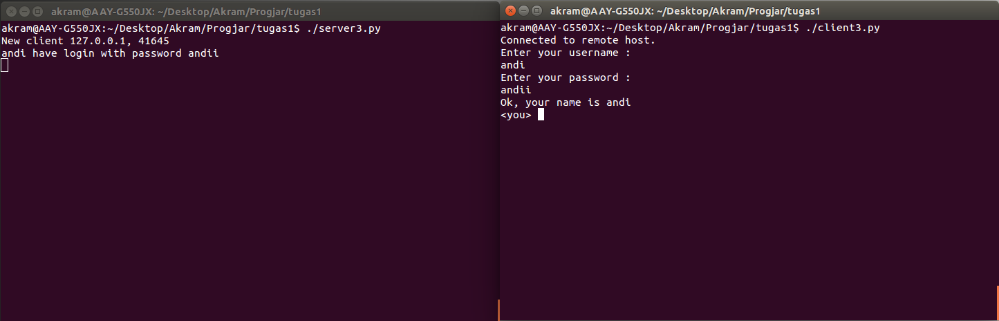 akram@AAY-G550JX: ~/Desktop/Akram/Progjar/tugas1
akram@AAY-G550JX:~/Desktop/Akram/Progjar/tugas1$ ./server3.py
New client 127.0.0.1, 41645
andi have login with password andii
akram@AAY-G550JX: ~/Desktop/Akram/Progjar/tugas1
akram@AAY-G550JX:~/Desktop/Akram/Progjar/tugas1$ ./client3.py
Connected to remote host.
Enter your username :
andi
Enter your password :
andii
Ok, your name is andi
<you>